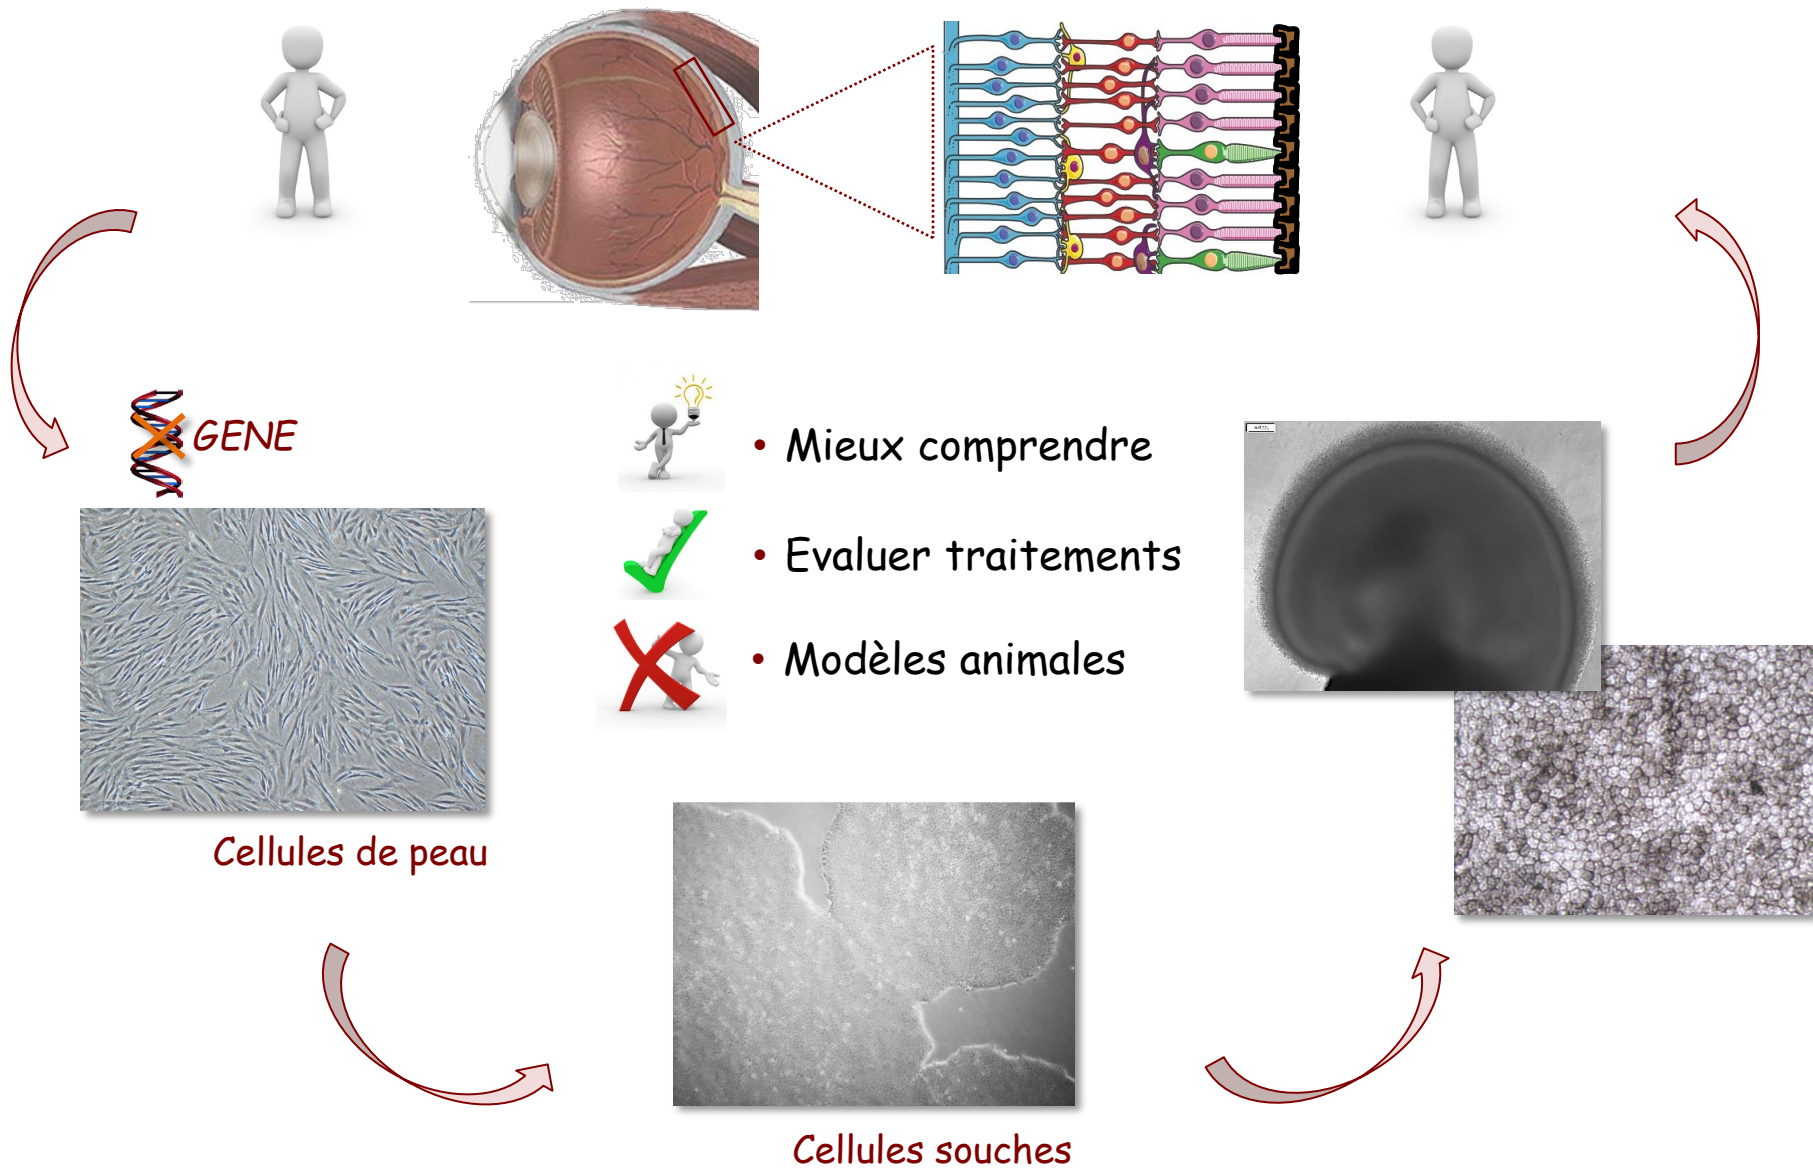 GENE
• Mieux comprendre
• Evaluer traitements
• Modèles animales
Cellules de peau
Cellules souches